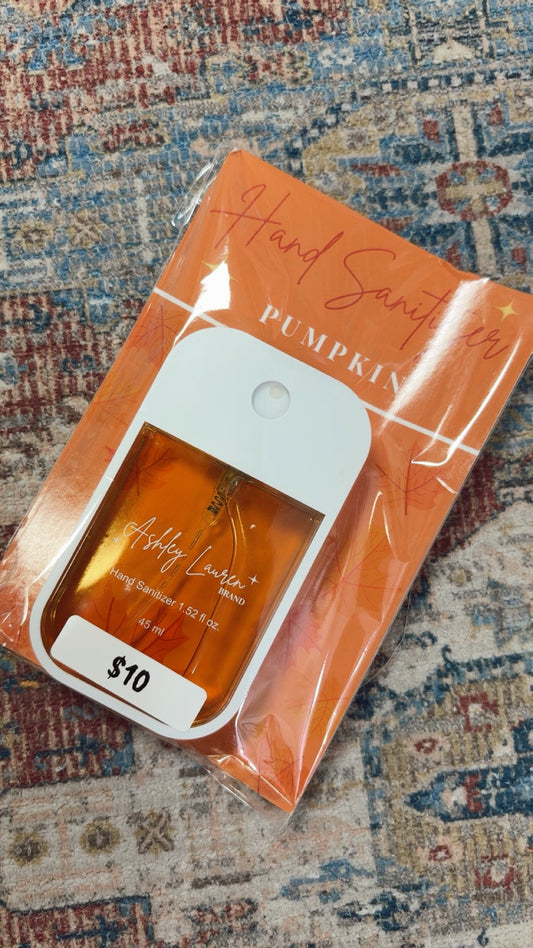 Hand Sanitizer
PUMPKIN
Ashley Lauren
BRAND
Hand Sanitizer 1.52 fl oz.
45 ml
$10